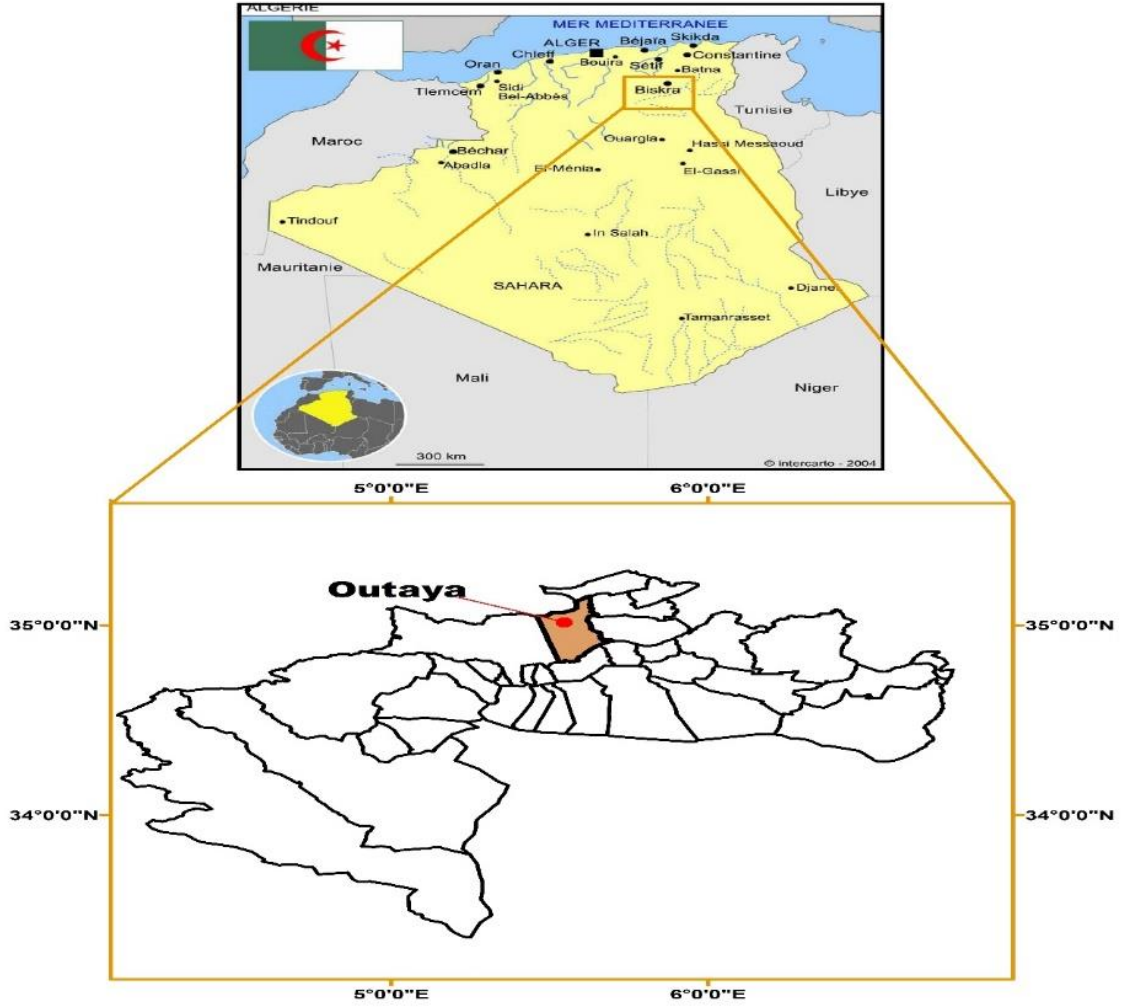 ALGERIE
MER MEDITERRANEE
ALGER
Béjaïa
Skikda
Chleff
Bouira
Sétif
Constantine
Oran
Batna
Sidi
Bel-Abbés
Tlemcem
Biskra
Tunisie
Maroc
Ouargla
Hassi Messaoud
Béchar
Abadla
El-Ménia
El-Gassi
Libye
Tindouf
In Salah
Mauritanie
SAHARA
Djanet
Tamanrasset
Mali
Niger
300 km
© Intercarto - 2004
5°0'0"E 6°0'0"E
Outaya
35°0'0"N 35°0'0"N
34°0'0"N 34°0'0"N
5°0'0"E 6°0'0"E